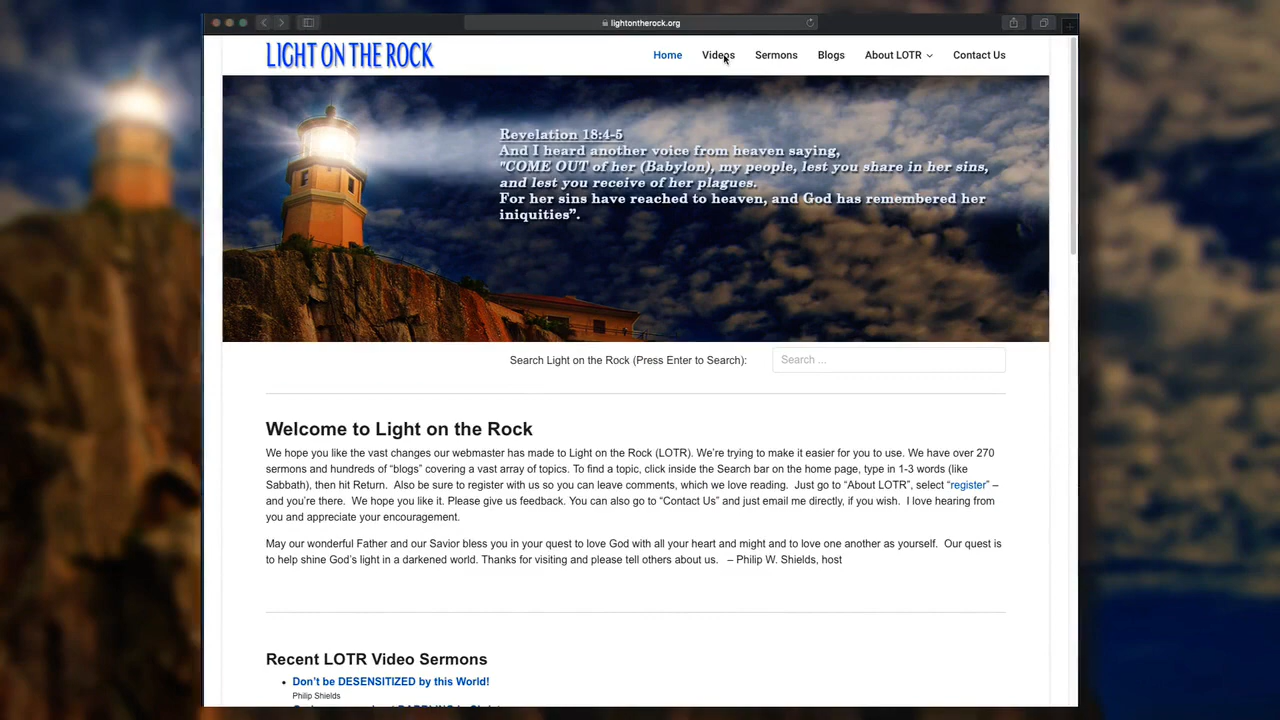 lightontherock.org
LIGHT ON THE ROCK
Home Videos Sermons Blogs About LOTR Contact Us
Revelation 18:4-5
And I heard another voice from heaven saying,
"COME OUT of her (Babylon), my people, lest you share in her sins,
and lest you receive of her plagues.
For her sins have reached to heaven, and God has remembered her
iniquities”.
Search Light on the Rock (Press Enter to Search): Search ...
Welcome to Light on the Rock
We hope you like the vast changes our webmaster has made to Light on the Rock (LOTR). We’re trying to make it easier for you to use. We have over 270
sermons and hundreds of “blogs” covering a vast array of topics. To find a topic, click inside the Search bar on the home page, type in 1-3 words (like
Sabbath), then hit Return. Also be sure to register with us so you can leave comments, which we love reading. Just go to “About LOTR”, select “register” –
and you’re there. We hope you like it. Please give us feedback. You can also go to “Contact Us” and just email me directly, if you wish. I love hearing from
you and appreciate your encouragement.
May our wonderful Father and our Savior bless you in your quest to love God with all your heart and might and to love one another as yourself. Our quest is
to help shine God’s light in a darkened world. Thanks for visiting and please tell others about us. – Philip W. Shields, host
Recent LOTR Video Sermons
• Don’t be DESENSITIZED by this World!
Philip Shields